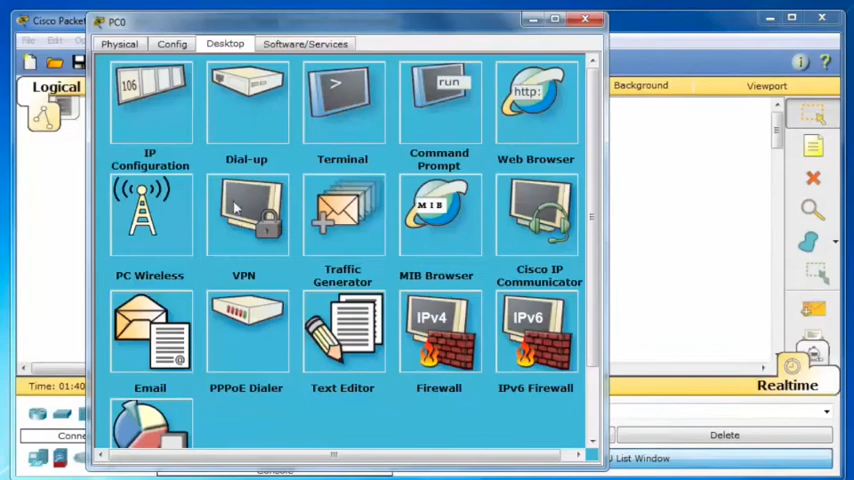 Cisco Packet
PC0
File Edit
Physical Config Desktop Software/Services
Logical
Background
Viewport
106
>
run
http:
IP Configuration
Dial-up
Terminal
Command Prompt
Web Browser
MIB
PC Wireless
VPN
Traffic Generator
MIB Browser
Cisco IP Communicator
@
IPv4
IPv6
Email
PPPoE Dialer
Text Editor
Firewall
IPv6 Firewall
Time: 01:40
Realtime
Conne
Delete
List Window